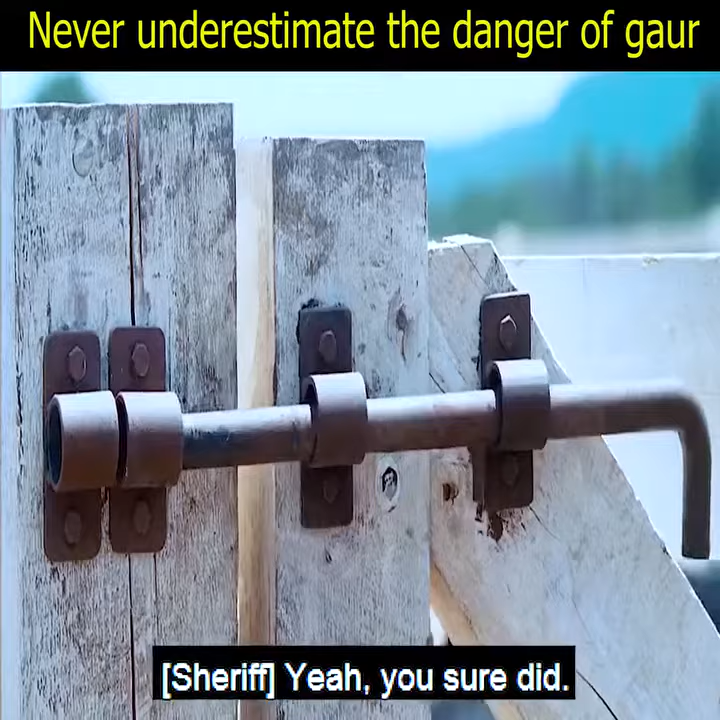 Never underestimate the danger of gaur
[Sheriff] Yeah, you sure did.